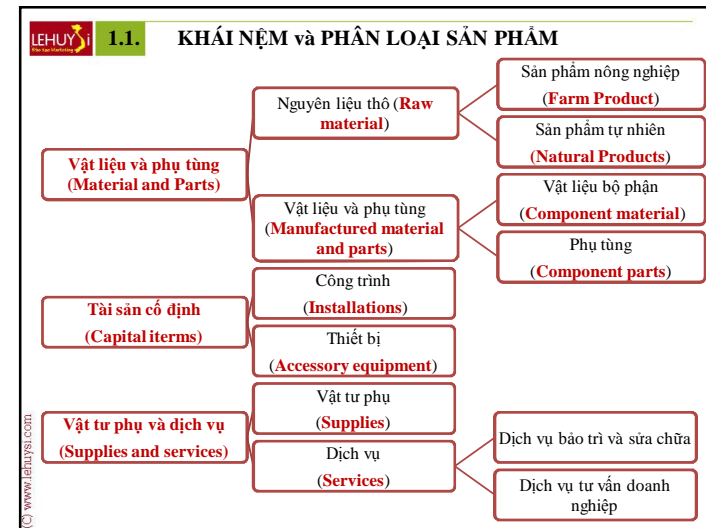 LEHUYSi
1.1.
KHÁI NỆM và PHÂN LOẠI SẢN PHẨM
Vật liệu và phụ tùng
(Material and Parts)
Nguyên liệu thô (Raw
material)
Sản phẩm nông nghiệp
(Farm Product)
Sản phẩm tự nhiên
(Natural Products)
Vật liệu và phụ tùng
(Manufactured material
and parts)
Vật liệu bộ phận
(Component material)
Phụ tùng
(Component parts)
Tài sản cố định
(Capital iterms)
Công trình
(Installations)
Thiết bị
(Accessory equipment)
Vật tư phụ và dịch vụ
(Supplies and services)
Vật tư phụ
(Supplies)
Dịch vụ
(Services)
Dịch vụ bảo trì và sửa chữa
Dịch vụ tư vấn doanh
nghiệp
(C) www.lehuysi.com